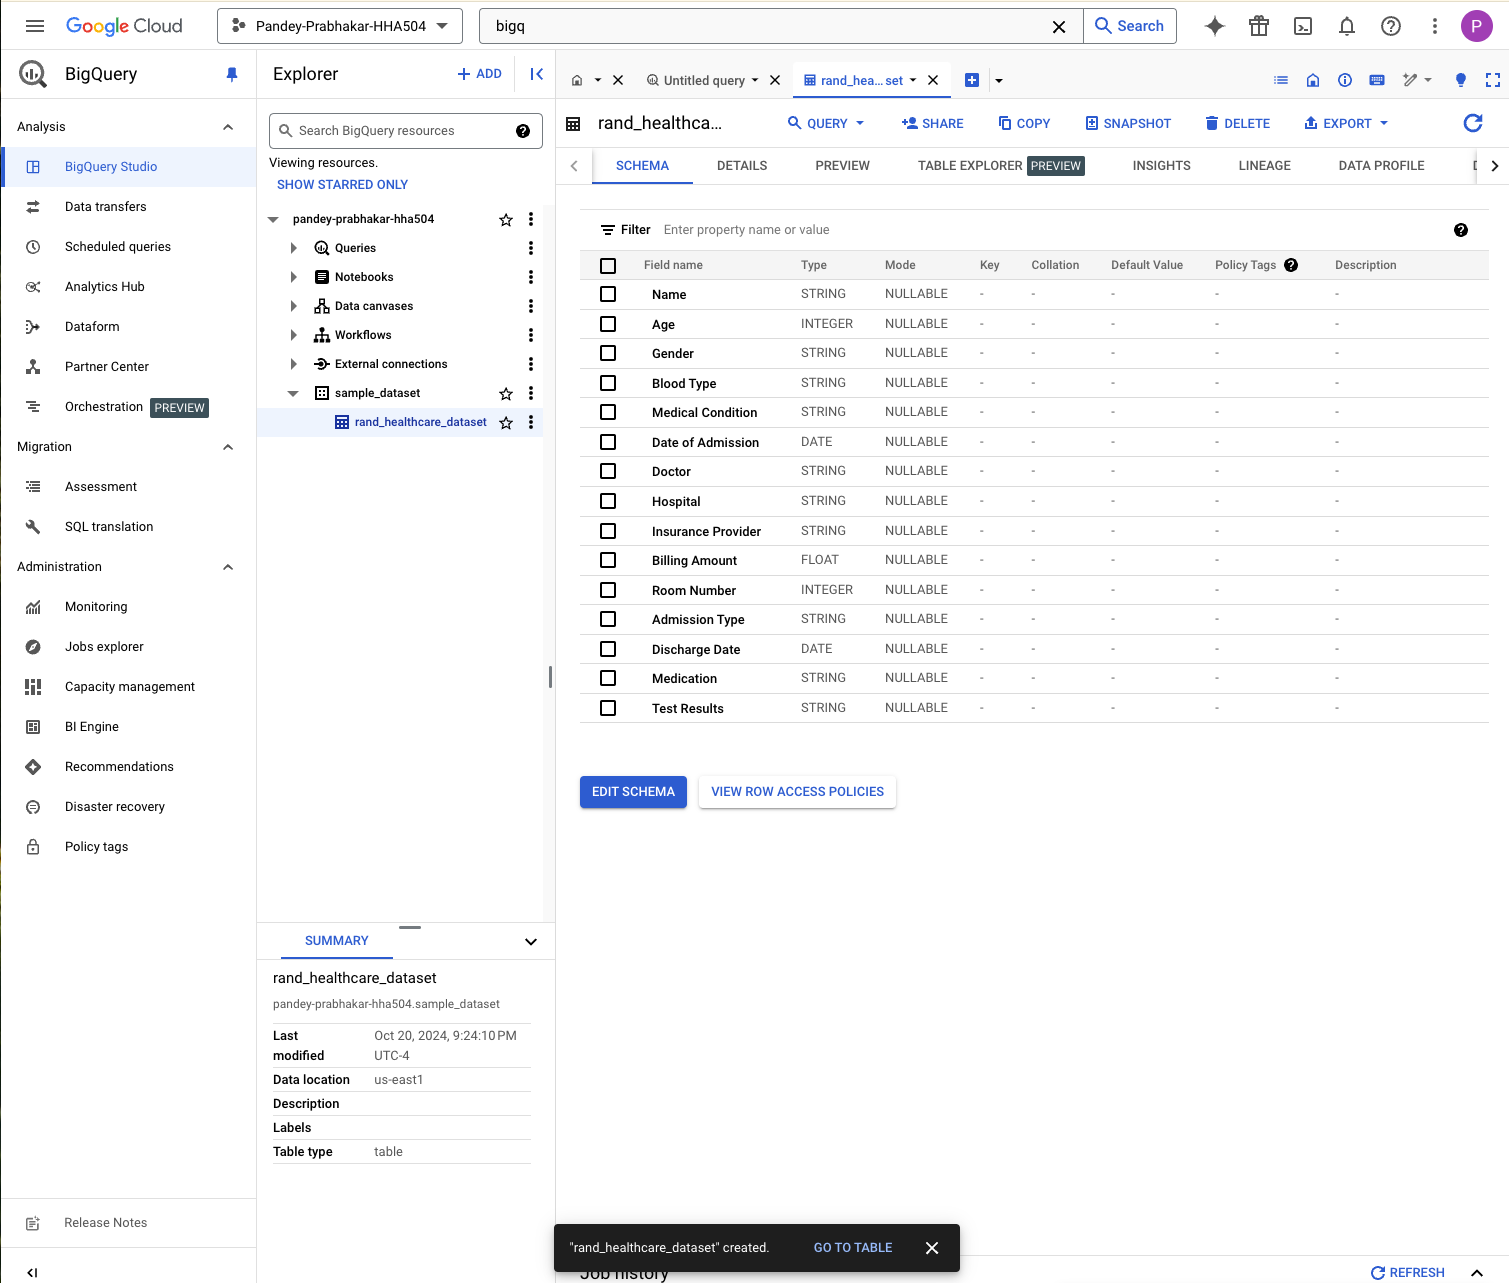 Google Cloud
Pandey-Prabhakar-HHA504
bigq
Search
P
BigQuery
Analysis
BigQuery Studio
Data transfers
Scheduled queries
Analytics Hub
Dataform
Partner Center
Orchestration PREVIEW
Migration
Assessment
SQL translation
Administration
Monitoring
Jobs explorer
Capacity management
BI Engine
Recommendations
Disaster recovery
Policy tags
Release Notes
Explorer
ADD
Search BigQuery resources
Viewing resources.
SHOW STARRED ONLY
pandey-prabhakar-hha504
Queries
Notebooks
Data canvases
Workflows
External connections
sample_dataset
rand_healthcare_dataset
SUMMARY
rand_healthcare_dataset
pandey-prabhakar-hha504.sample_dataset
Last modified Oct 20, 2024, 9:24:10 PM UTC-4
Data location us-east1
Description
Labels
Table type table
Untitled query
rand_hea... set
rand_healthca...
QUERY SHARE COPY SNAPSHOT DELETE EXPORT
SCHEMA DETAILS PREVIEW TABLE EXPLORER PREVIEW INSIGHTS LINEAGE DATA PROFILE
Filter Enter property name or value
Field name Type Mode Key Collation Default Value Policy Tags Description
Name STRING NULLABLE - - - - -
Age INTEGER NULLABLE - - - - -
Gender STRING NULLABLE - - - - -
Blood Type STRING NULLABLE - - - - -
Medical Condition STRING NULLABLE - - - - -
Date of Admission DATE NULLABLE - - - - -
Doctor STRING NULLABLE - - - - -
Hospital STRING NULLABLE - - - - -
Insurance Provider STRING NULLABLE - - - - -
Billing Amount FLOAT NULLABLE - - - - -
Room Number INTEGER NULLABLE - - - - -
Admission Type STRING NULLABLE - - - - -
Discharge Date DATE NULLABLE - - - - -
Medication STRING NULLABLE - - - - -
Test Results STRING NULLABLE - - - - -
EDIT SCHEMA VIEW ROW ACCESS POLICIES
"rand_healthcare_dataset" created. GO TO TABLE
Job history
REFRESH